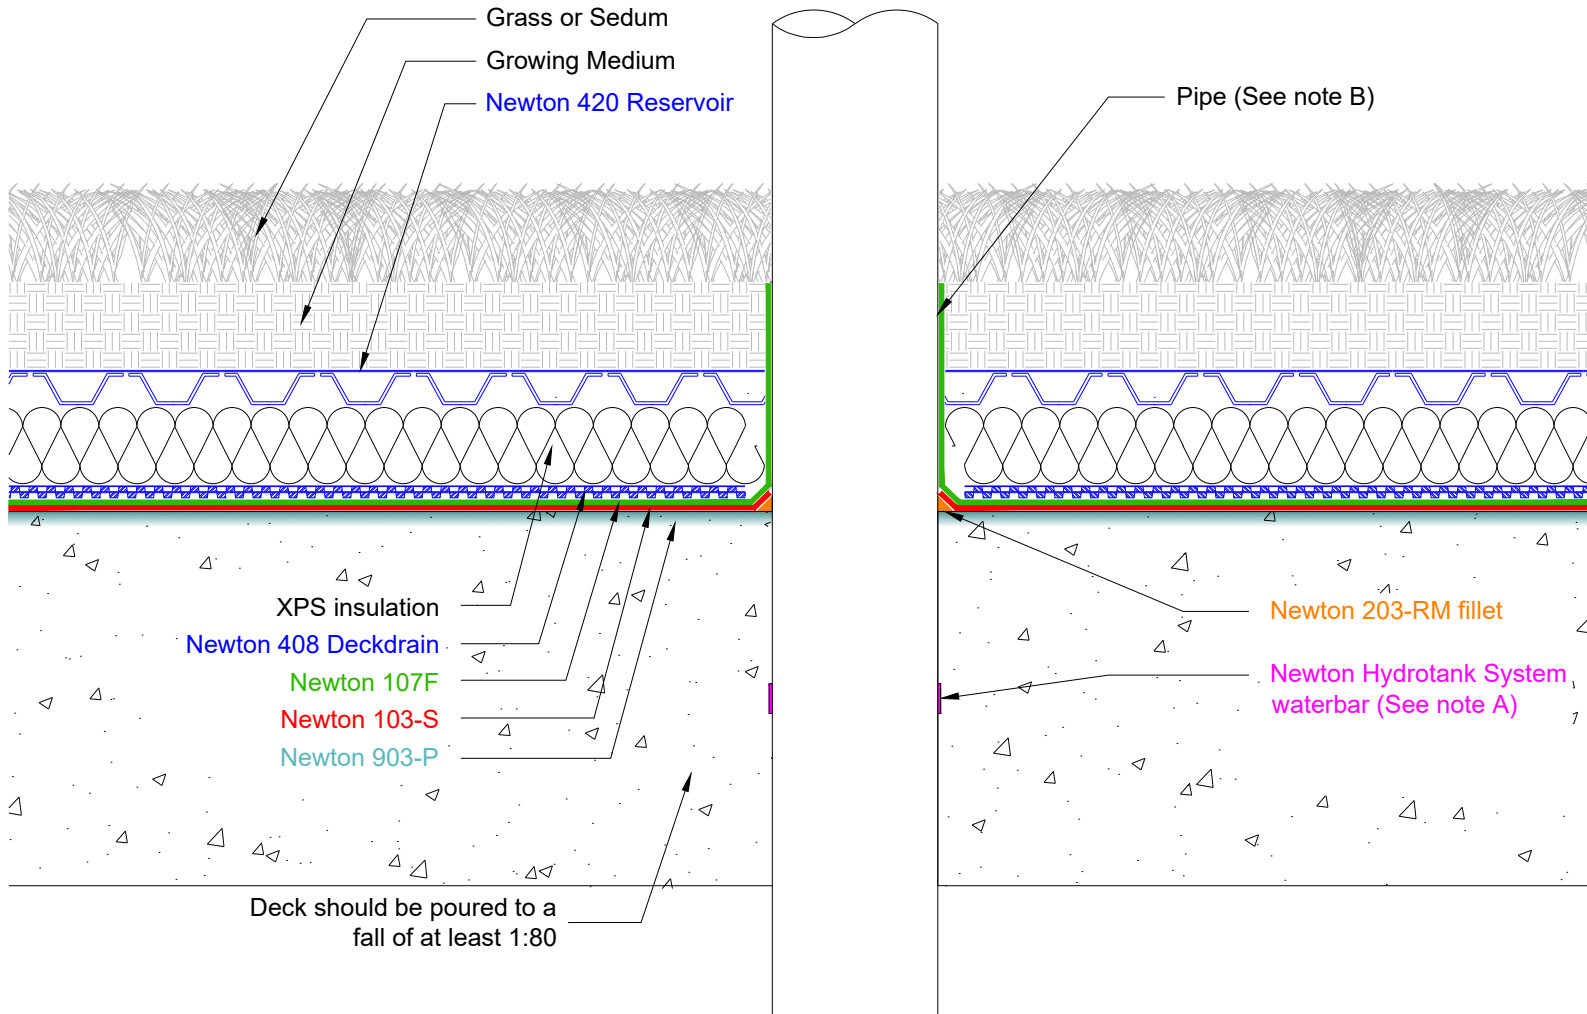 Grass or Sedum
Growing Medium
Newton 420 Reservoir
Pipe (See note B)
XPS insulation
Newton 408 Deckdrain
Newton 107F
Newton 103-S
Newton 903-P
Newton 203-RM fillet
Newton Hydrotank System
waterbar (See note A)
Deck should be poured to a
fall of at least 1:80